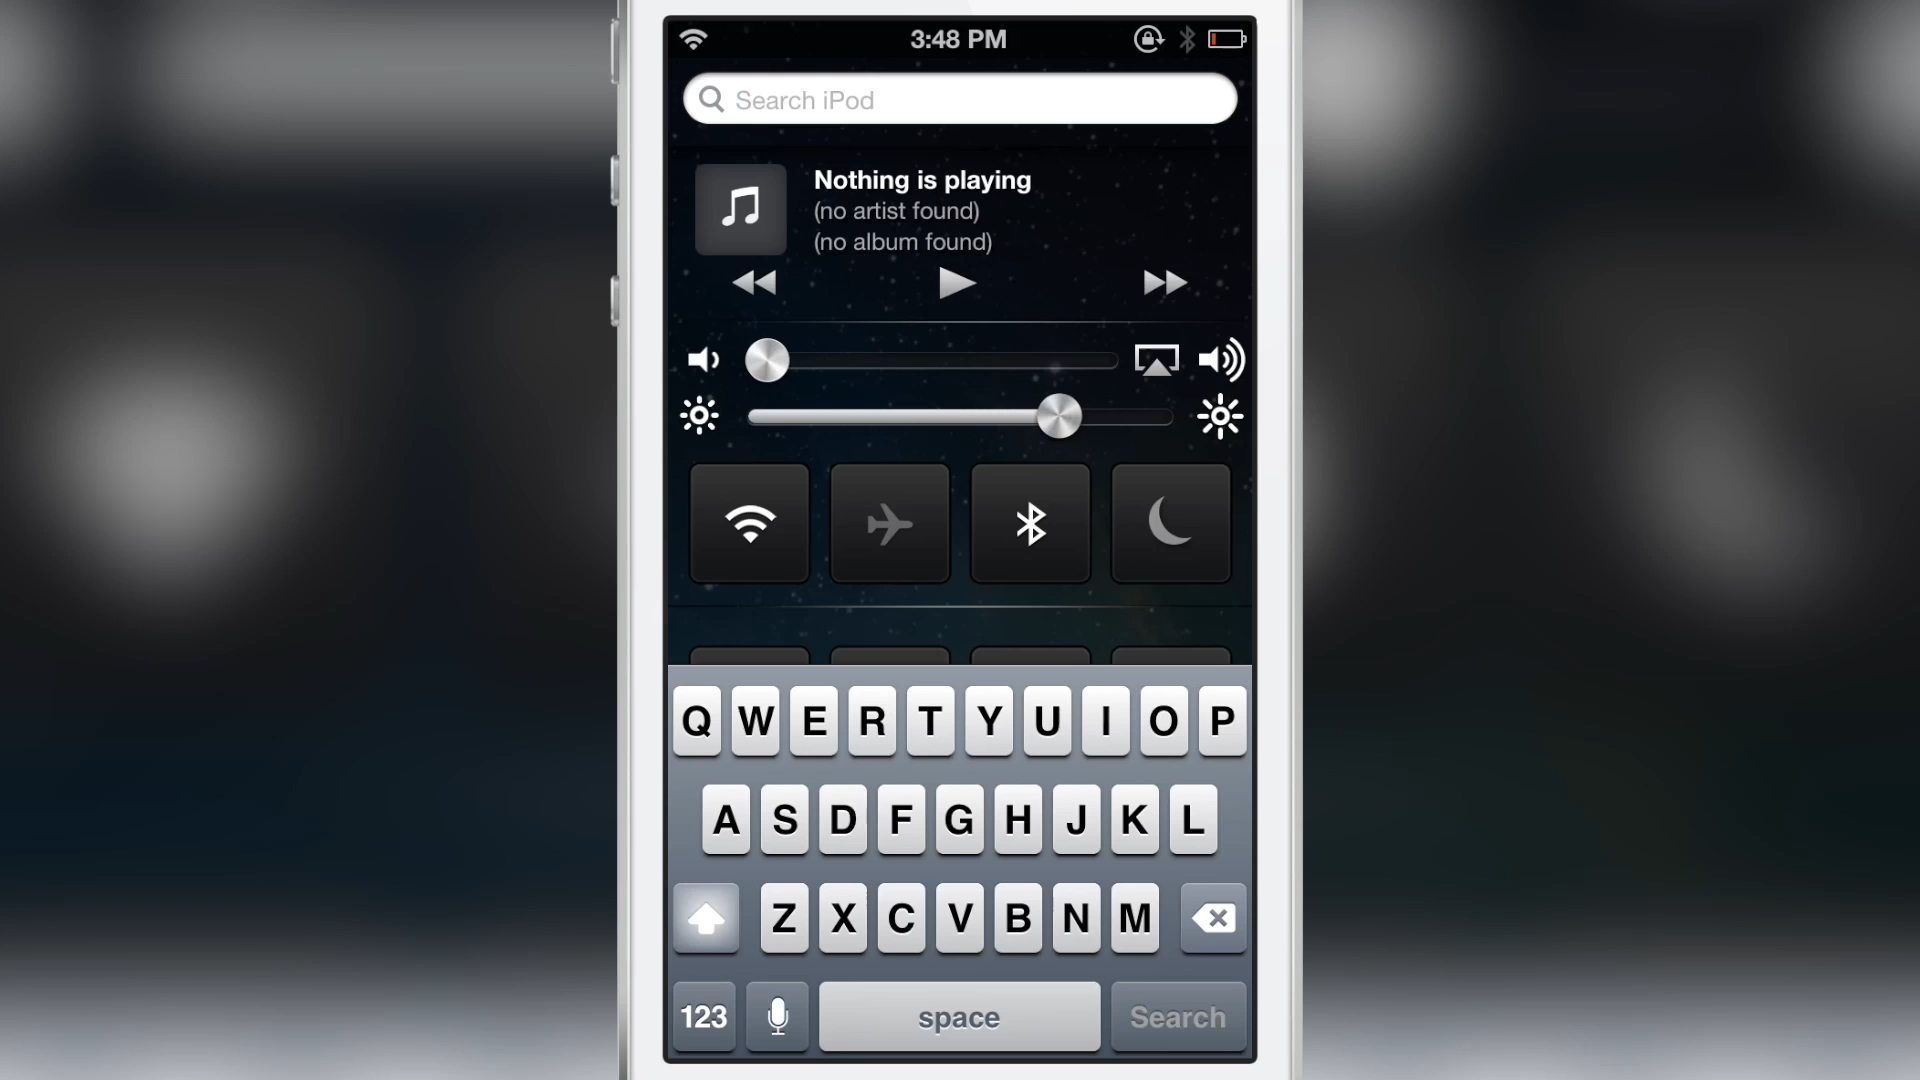 3:48 PM
Search iPod
Nothing is playing
(no artist found)
(no album found)
Q W E R T Y U I O P
A S D F G H J K L
Z X C V B N M
123 space Search